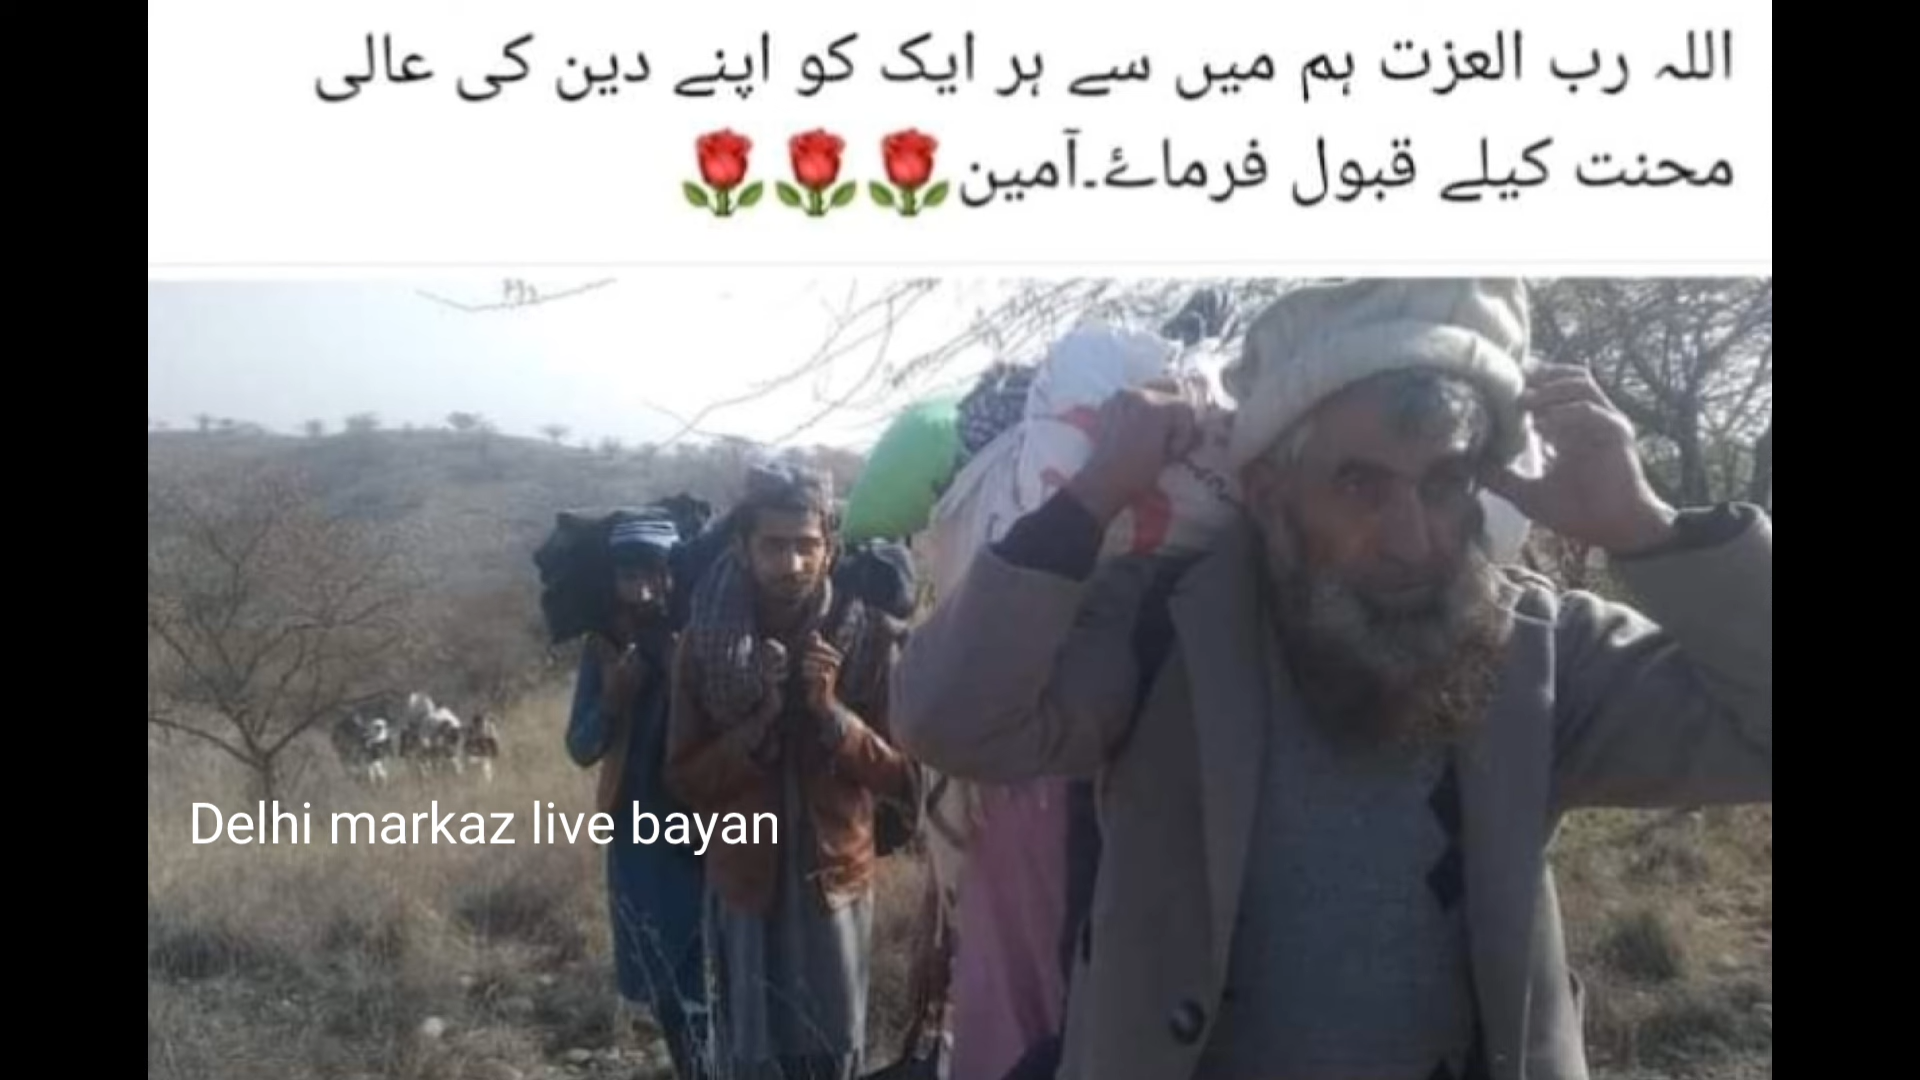 اللہ رب العزت ہم میں سے ہر ایک کو اپنے دین کی عالی
محنت کیلے قبول فرمائے۔آمین🌹🌹🌹
Delhi markaz live bayan